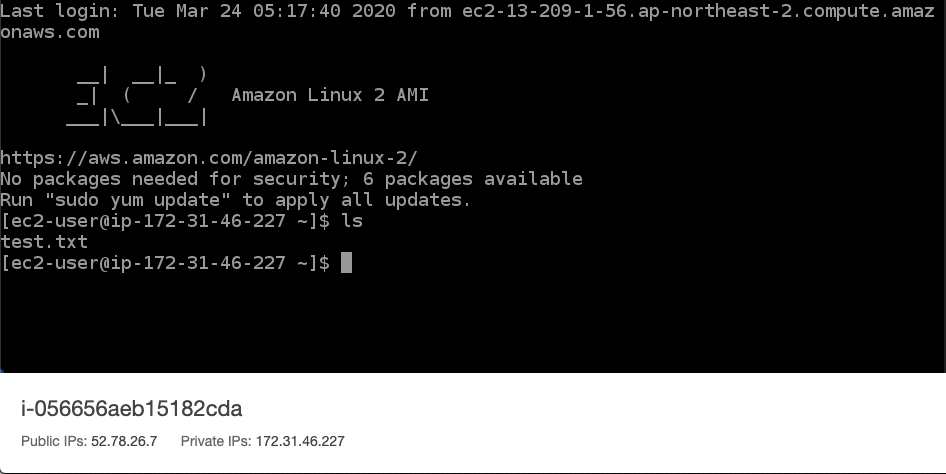 Last login: Tue Mar 24 05:17:40 2020 from ec2-13-209-1-56.ap-northeast-2.compute.amaz
onaws.com
       __|  __|_  )
       _|  (     /   Amazon Linux 2 AMI
      ___|\___|___|
https://aws.amazon.com/amazon-linux-2/
No packages needed for security; 6 packages available
Run "sudo yum update" to apply all updates.
[ec2-user@ip-172-31-46-227 ~]$ ls
test.txt
[ec2-user@ip-172-31-46-227 ~]$
i-056656aeb15182cda
Public IPs: 52.78.26.7 Private IPs: 172.31.46.227